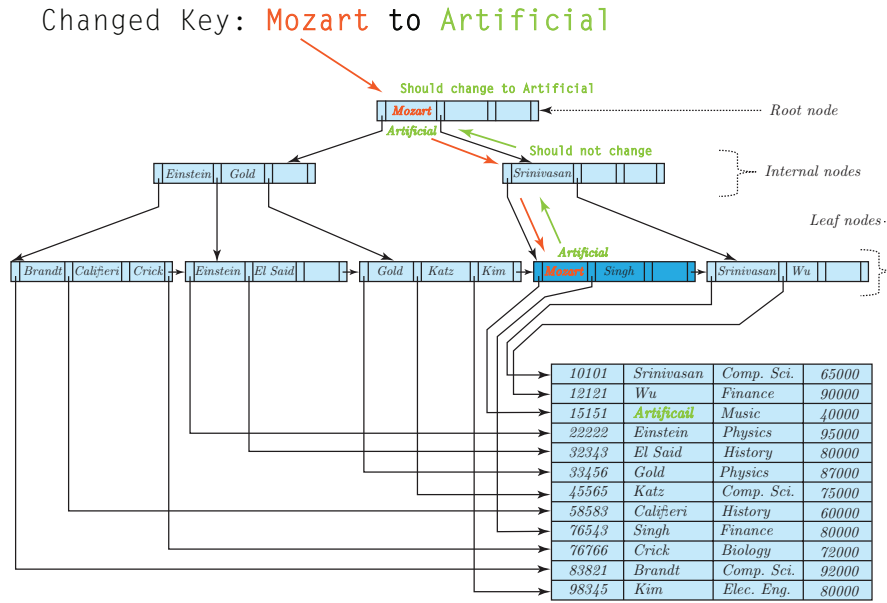 Changed Key: Mozart to Artificial
Should change to Artificial
Mozart
Root node
Artificial
Should not change
Einstein Gold
Srinivasan
Internal nodes
Leaf nodes
Artificial
Brandt Califieri Crick
Einstein El Said
Gold Katz Kim
Mozart Singh
Srinivasan Wu
10101 Srinivasan Comp. Sci. 65000
12121 Wu Finance 90000
15151 Artificail Music 40000
22222 Einstein Physics 95000
32343 El Said History 80000
33456 Gold Physics 87000
45565 Katz Comp. Sci. 75000
58583 Califieri History 60000
76543 Singh Finance 80000
76766 Crick Biology 72000
83821 Brandt Comp. Sci. 92000
98345 Kim Elec. Eng. 80000